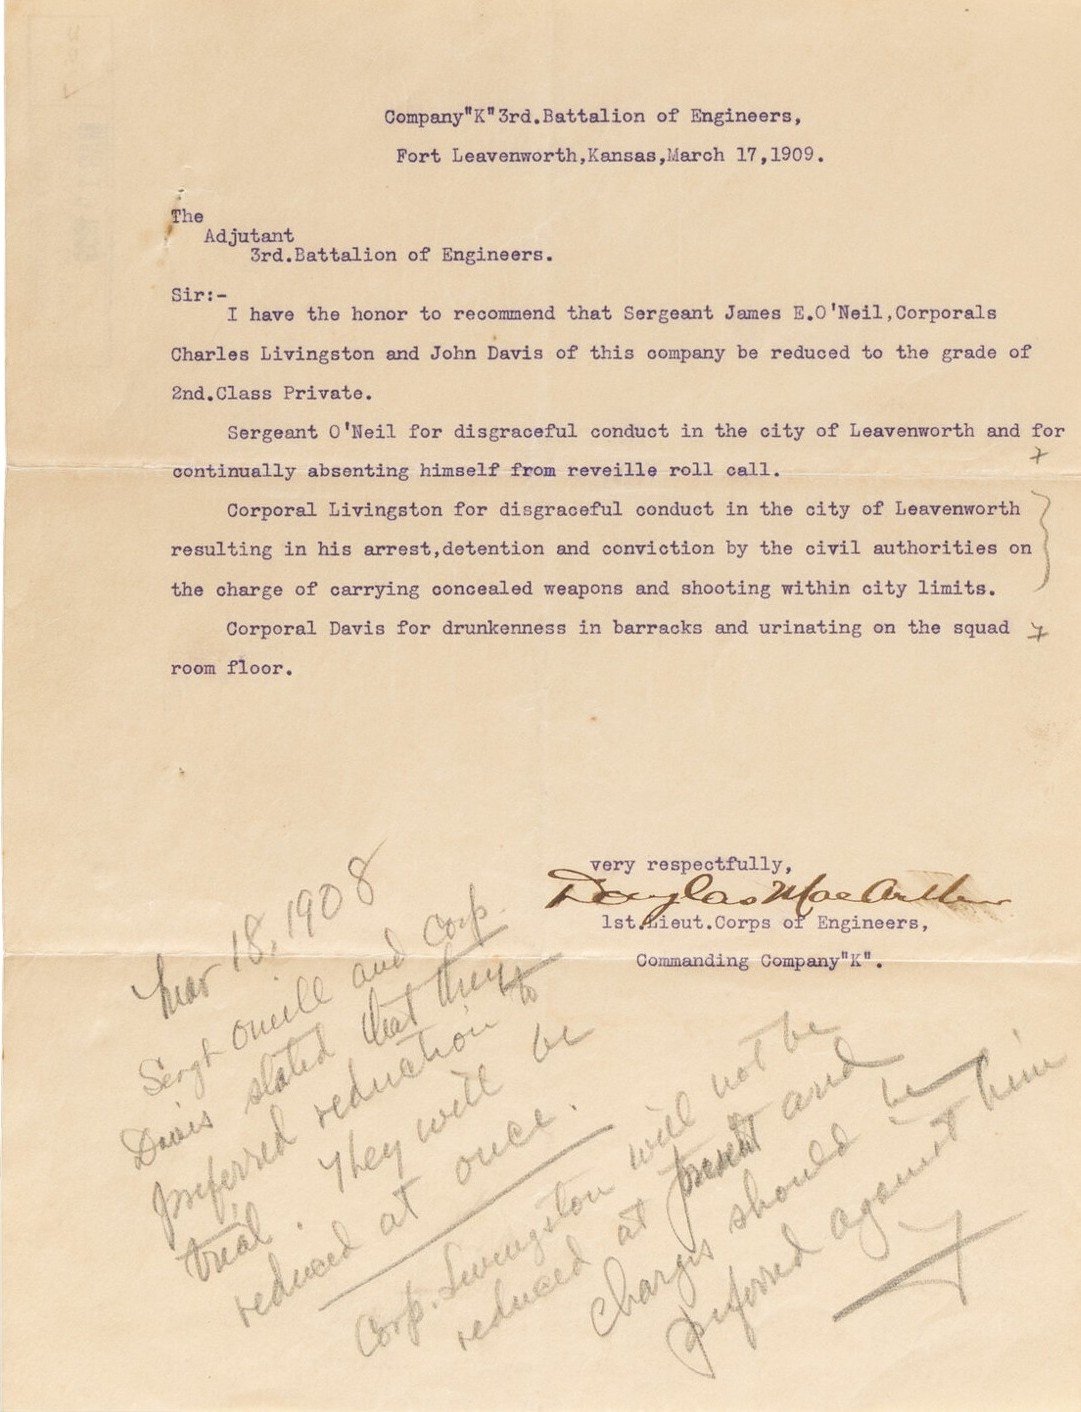 Company"K"3rd.Battalion of Engineers,
Fort Leavenworth,Kansas,March 17,1909.
The
Adjutant
3rd.Battalion of Engineers.
Sir:-
I have the honor to recommend that Sergeant James E.O'Neil,Corporals
Charles Livingston and John Davis of this company be reduced to the grade of
2nd.Class Private.
Sergeant O'Neil for disgraceful conduct in the city of Leavenworth and for
continually absenting himself from reveille roll call.
Corporal Livingston for disgraceful conduct in the city of Leavenworth
resulting in his arrest,detention and conviction by the civil authorities on
the charge of carrying concealed weapons and shooting within city limits.
Corporal Davis for drunkenness in barracks and urinating on the squad
room floor.
very respectfully,
Douglas MacArthur
1st.Lieut.Corps of Engineers,
Commanding Company"K".
Mar 18, 1908
Sergt Oneill and Corp.
Davis stated that they
preferred reduction to
trial. They will be
reduced at once.
Corp. Livingston will not be
reduced at present and
charges should be
preferred against him